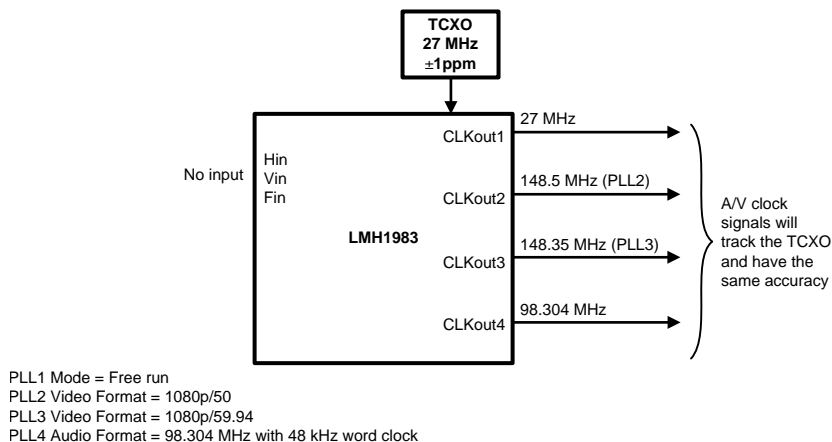 TCXO
27 MHz
±1ppm
No input
Hin
Vin
Fin
LMH1983
CLKout1
CLKout2
CLKout3
CLKout4
27 MHz
148.5 MHz (PLL2)
148.35 MHz (PLL3)
98.304 MHz
A/V clock
signals will
track the TCXO
and have the
same accuracy
PLL1 Mode = Free run
PLL2 Video Format = 1080p/50
PLL3 Video Format = 1080p/59.94
PLL4 Audio Format = 98.304 MHz with 48 kHz word clock